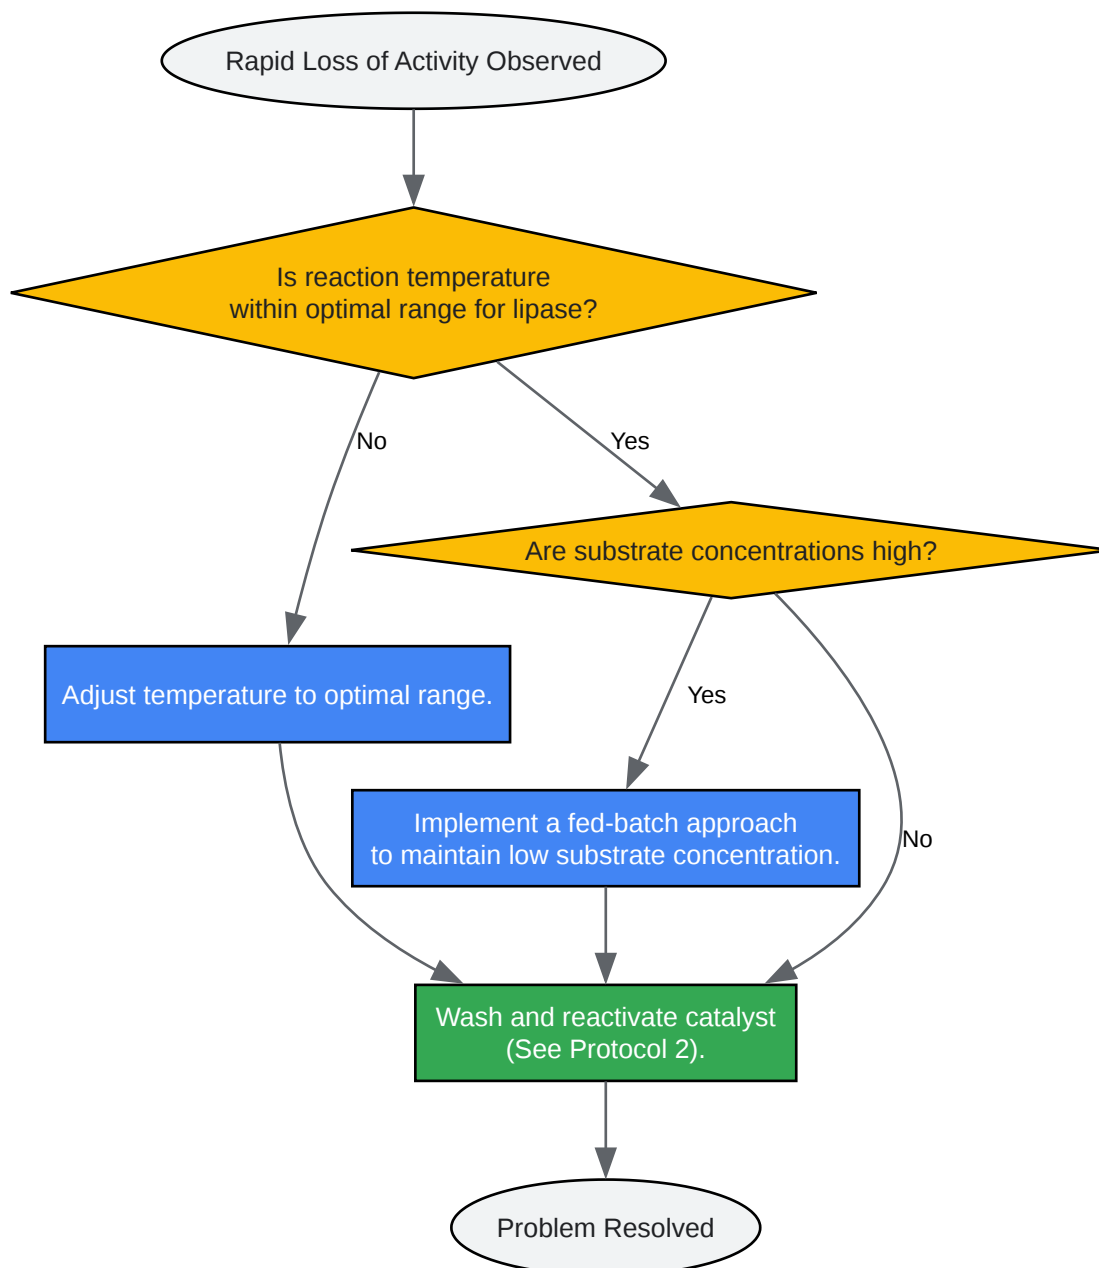 Rapid Loss of Activity Observed
Is reaction temperature
within optimal range for lipase?
No
Yes
Are substrate concentrations high?
Adjust temperature to optimal range.
Yes
Implement a fed-batch approach
to maintain low substrate concentration.
No
Wash and reactivate catalyst
(See Protocol 2).
Problem Resolved